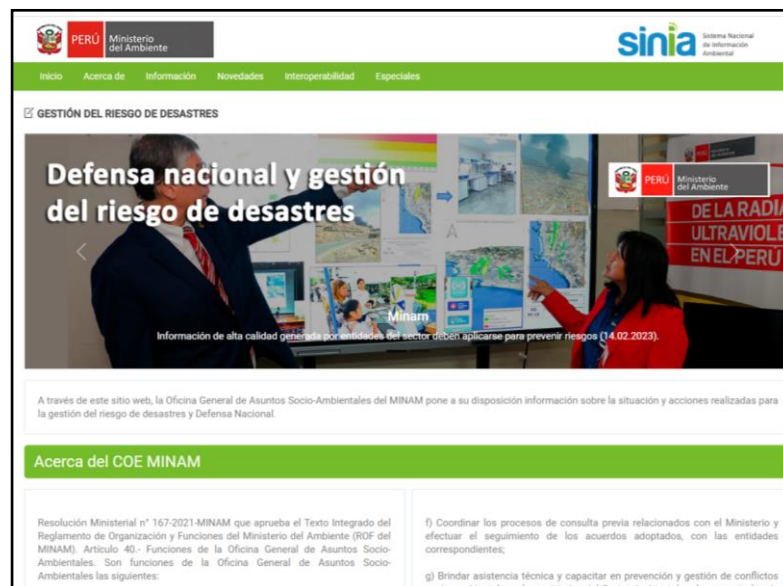 PERÚ
Ministerio
del Ambiente
sinia
Sistema Nacional
de Información
Ambiental
Inicio Acerca de Información Novedades Interoperabilidad Especiales
GESTIÓN DEL RIESGO DE DESASTRES
Defensa nacional y gestión
del riesgo de desastres
PERÚ
Ministerio
del Ambiente
DE LA RADIA
ULTRAVIOLE
EN EL PERÚ
Minam
Información de alta calidad generada por entidades del sector deben aplicarse para prevenir riesgos (14.02.2023).
A través de este sitio web, la Oficina General de Asuntos Socio-Ambientales del MINAM pone a su disposición información sobre la situación y acciones realizadas para
la gestión del riesgo de desastres y Defensa Nacional.
Acerca del COE MINAM
Resolución Ministerial n° 167-2021-MINAM que aprueba el Texto Integrado del
Reglamento de Organización y Funciones del Ministerio del Ambiente (ROF del
MINAM). Artículo 40.- Funciones de la Oficina General de Asuntos Socio-
Ambientales. Son funciones de la Oficina General de Asuntos Socio-
Ambientales las siguientes:
f) Coordinar los procesos de consulta previa relacionados con el Ministerio y
efectuar el seguimiento de los acuerdos adoptados, con las entidades
correspondientes;
g) Brindar asistencia técnica y capacitar en prevención y gestión de conflictos